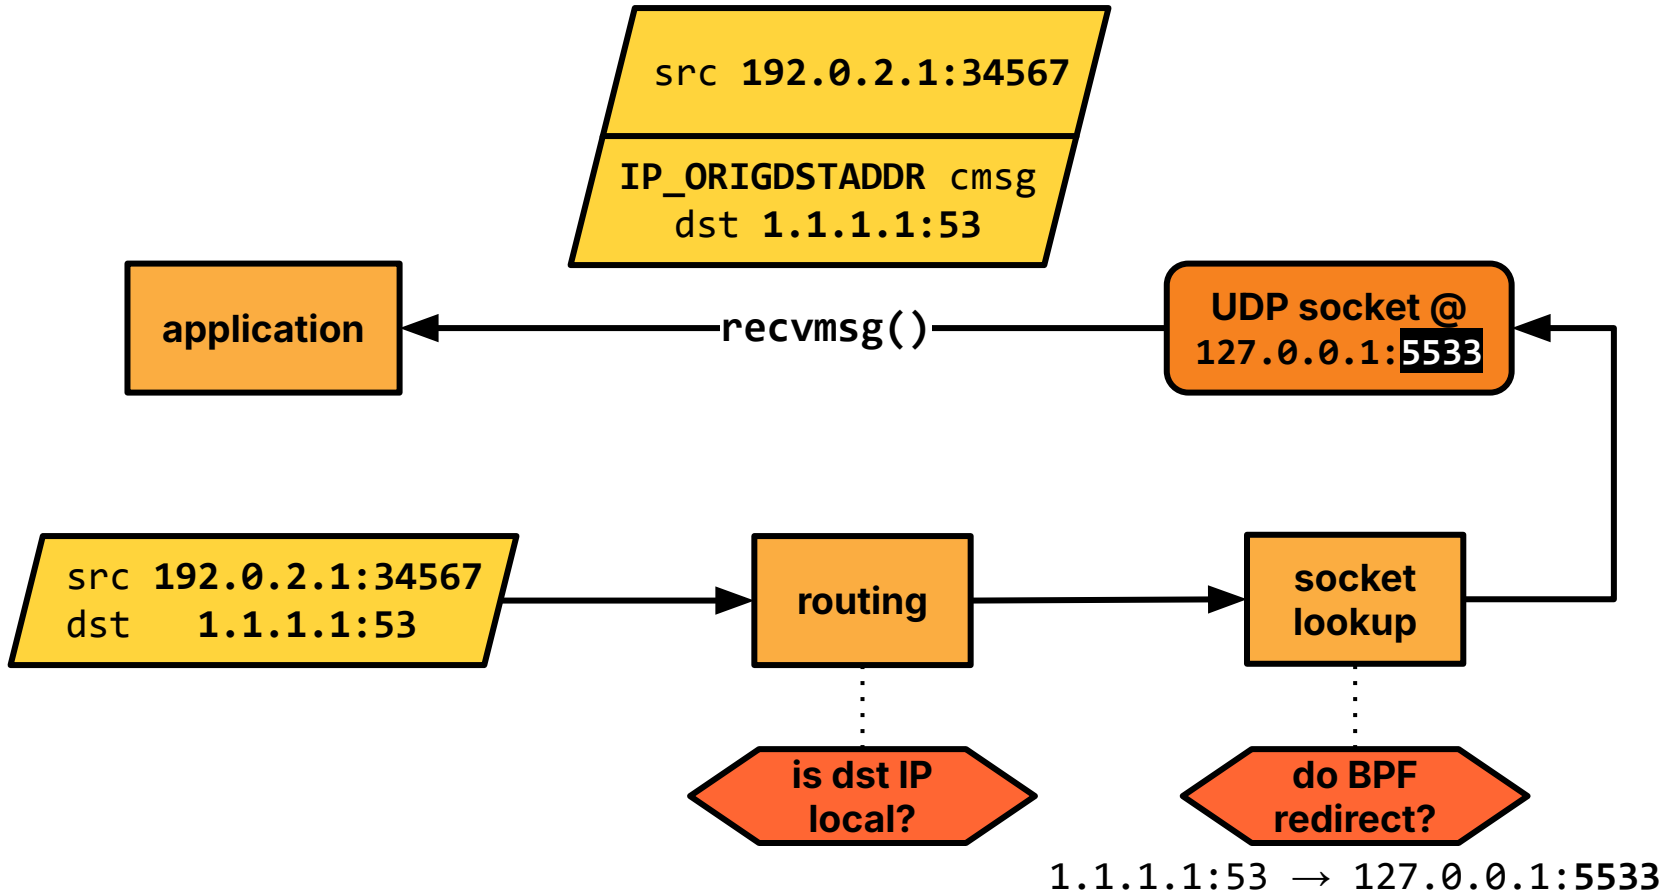 src 192.0.2.1:34567
IP_ORIGDSTADDR cmsg
dst 1.1.1.1:53
application
recvmsg()
UDP socket @
127.0.0.1:5533
src 192.0.2.1:34567
dst 1.1.1.1:53
routing
socket
lookup
is dst IP
local?
do BPF
redirect?
1.1.1.1:53 → 127.0.0.1:5533